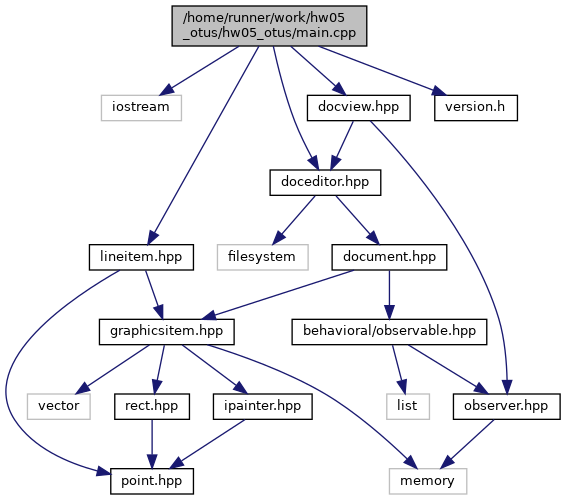 /home/runner/work/hw05
_otus/hw05_otus/main.cpp
iostream
docview.hpp
version.h
doceditor.hpp
lineitem.hpp
filesystem
document.hpp
graphicsitem.hpp
behavioral/observable.hpp
vector
rect.hpp
ipainter.hpp
list
observer.hpp
point.hpp
memory